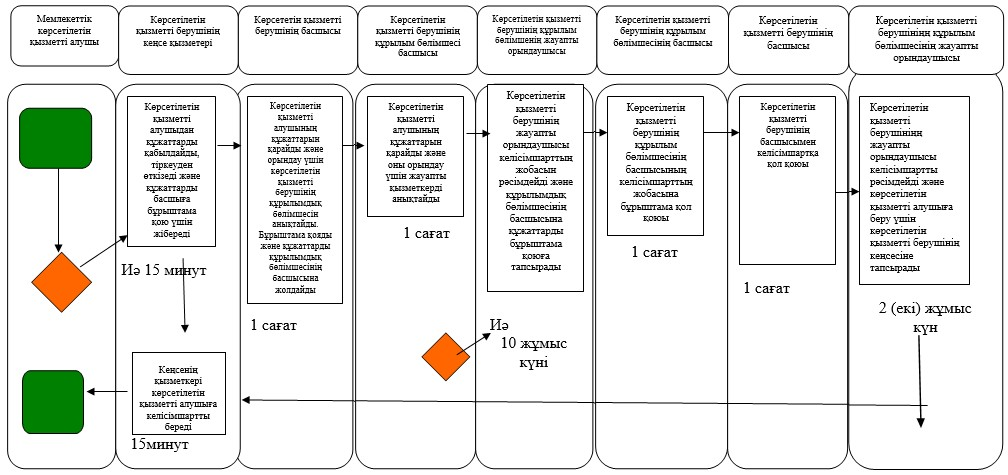 Мемлекеттік
көрсетілетін
қызметті алушы
Көрсетілетін
қызметті берушінің
кеңсе қызметері
Көрсететін қызметті
берушінің басшысы
Көрсетілетін
қызметті берушінің
құрылым бөлімшесі
басшысы
Көрсетілетін қызметті
берушінің құрылым
бөлімшенің жауапты
орындаушысы
Көрсетілетін қызметті
берушінің құрылым
бөлімшесінің басшысы
Көрсетілетін
қызметті берушінің
басшысы
Көрсетілетін қызметті
берушініңң құрылым
бөлімшесінің жауапты
орындаушысы
Көрсетілетін
қызметті
алушыдан
құжаттарды
қабылдайды,
тіркеуден
өткізеді және
құжаттарды
басшыға
бұрыштама
қою үшін
жібереді
Иә 15 минут
Көрсетілетін
қызметті
алушының
құжаттарын
қарайды және
орындау үшін
көрсетілетін
қызметті
берушінің
құрылымдық
бөлімшесін
анықтайды.
Бұрыштама қояды
және құжаттарды
құрылымдық
бөлімшесінің
басшысына
жолдайды
1 сағат
Көрсетілетін
қызметті
алушының
құжаттарын
қарайды және
оны орындау
үшін жауапты
қызметкерді
анықтайды
1 сағат
Көрсетілетін
қызметті
берушінің
жауапты
орындаушысы
келісімшарттың
жобасын
рәсімдейді және
құрылымдық
бөлімшесінің
басшысына
құжаттарды
бұрыштама
қоюға
тапсырады
Иә
10 жұмыс
күні
Көрсетілетін
қызметті
берушінің
құрылым
бөлімшесінің
басшысының
келісімшарттың
жобасына
бұрыштама қол
қоюы
1 сағат
Көрсетілетін
қызметті
берушінің
басшысымен
келісімшартқа
қол қоюы
1 сағат
Көрсетілетін
қызметті
берушініңң
жауапты
орындаушысы
келісімшартты
рәсімдейді және
көрсетілетін
қызметті алушыға
беру үшін
көрсетілетін
қызметті берушінің
кеңсесіне
тапсырады
2 (екі) жұмыс
күн
Кеңсенің
қызметкері
көрсетілетін
қызметті алушыға
келісімшартты
береді
15минут